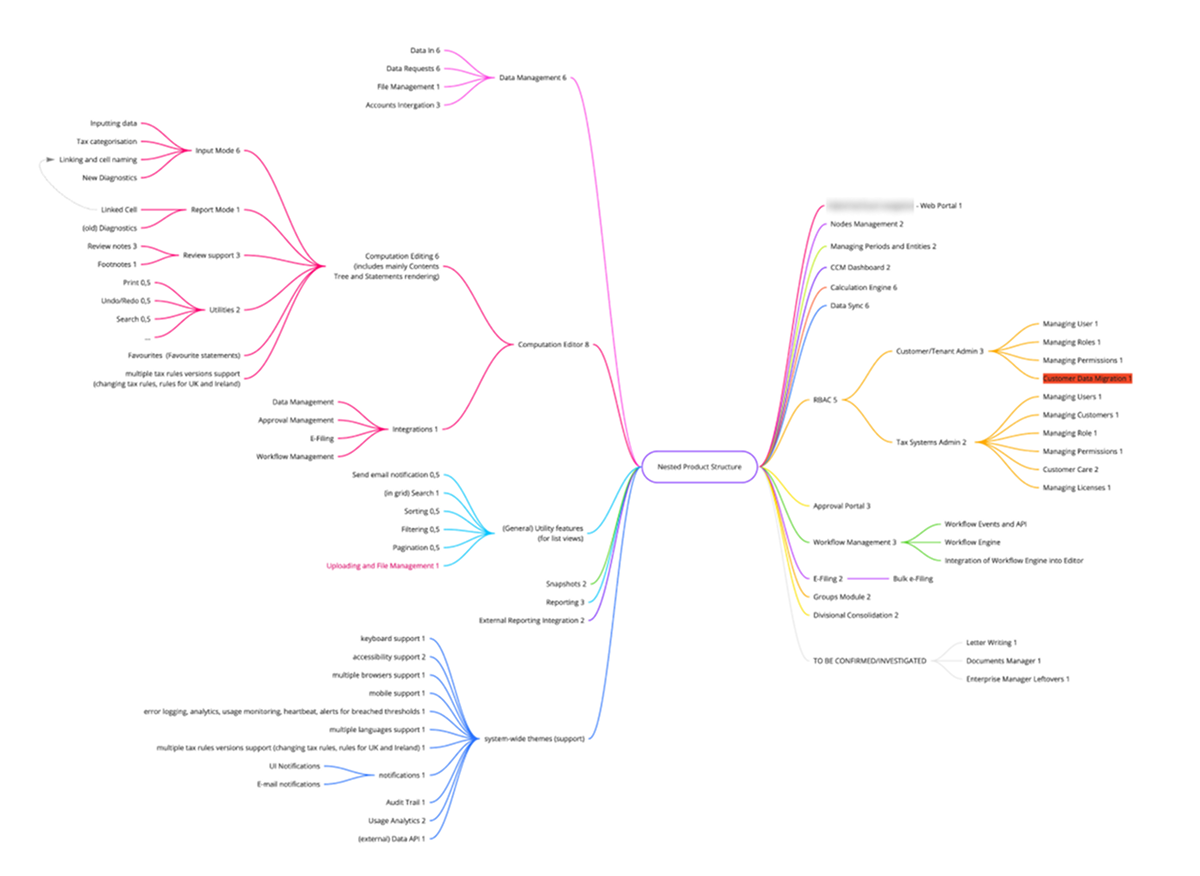 Data In 6
Data Requests 6
File Management 1
Accounts Intergation 3
Data Management 6
Inputting data
Tax categorisation
Linking and cell naming
New Diagnostics
Input Mode 6
Linked Cell
(old) Diagnostics
Report Mode 1
Review notes 3
Footnotes 1
Review support 3
Print 0,5
Undo/Redo 0,5
Search 0,5
...
Utilities 2
Favourites (Favourite statements)
multiple tax rules versions support
(changing tax rules, rules for UK and Ireland)
Computation Editing 6
(includes mainly Contents
Tree and Statements rendering)
Computation Editor 8
Data Management
Approval Management
E-Filing
Workflow Management
Integrations 1
Send email notification 0,5
(in grid) Search 1
Sorting 0,5
Filtering 0,5
Pagination 0,5
Uploading and File Management 1
(General) Utility features
(for list views)
Snapshots 2
Reporting 3
External Reporting Integration 2
keyboard support 1
accessibility support 2
multiple browsers support 1
mobile support 1
error logging, analytics, usage monitoring, heartbeat, alerts for breached thresholds 1
multiple languages support 1
multiple tax rules versions support (changing tax rules, rules for UK and Ireland) 1
UI Notifications
E-mail notifications
notifications 1
Audit Trail 1
Usage Analytics 2
(external) Data API 1
system-wide themes (support)
Nested Product Structure
- Web Portal 1
Nodes Management 2
Managing Periods and Entities 2
CCM Dashboard 2
Calculation Engine 6
Data Sync 6
RBAC 5
Customer/Tenant Admin 3
Managing User 1
Managing Roles 1
Managing Permissions 1
Customer Data Migration 1
Tax Systems Admin 2
Managing Users 1
Managing Customers 1
Managing Role 1
Managing Permissions 1
Customer Care 2
Managing Licenses 1
Approval Portal 3
Workflow Management 3
Workflow Events and API
Workflow Engine
Integration of Workflow Engine into Editor
E-Filing 2
Bulk e-Filing
Groups Module 2
Divisional Consolidation 2
TO BE CONFIRMED/INVESTIGATED
Letter Writing 1
Documents Manager 1
Enterprise Manager Leftovers 1